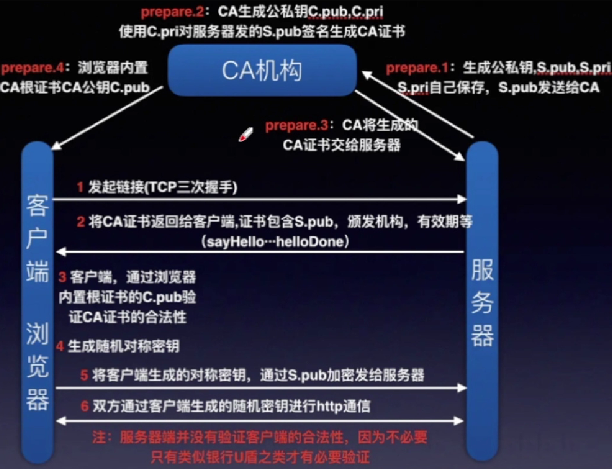 prepare.2：CA生成公私钥C.pub,C.pri
使用C.pri对服务器发的S.pub签名生成CA证书
CA机构
prepare.4：浏览器内置
CA根证书CA公钥C.pub
prepare.1：生成公私钥,S.pub,S.pri
S.pri自己保存，S.pub发送给CA
prepare.3：CA将生成的
CA证书交给服务器
客户端 浏览器
服务器
1 发起链接(TCP三次握手)
2 将CA证书返回给客户端,证书包含S.pub，颁发机构，有效期等
（sayHello…helloDone）
3 客户端，通过浏览器
内置根证书的C.pub验
证CA证书的合法性
4 生成随机对称密钥
5 将客户端生成的对称密钥，通过S.pub加密发给服务器
6 双方通过客户端生成的随机密钥进行http通信
注：服务器端并没有验证客户端的合法性，因为不必要
只有类似银行U盾之类才有必要验证